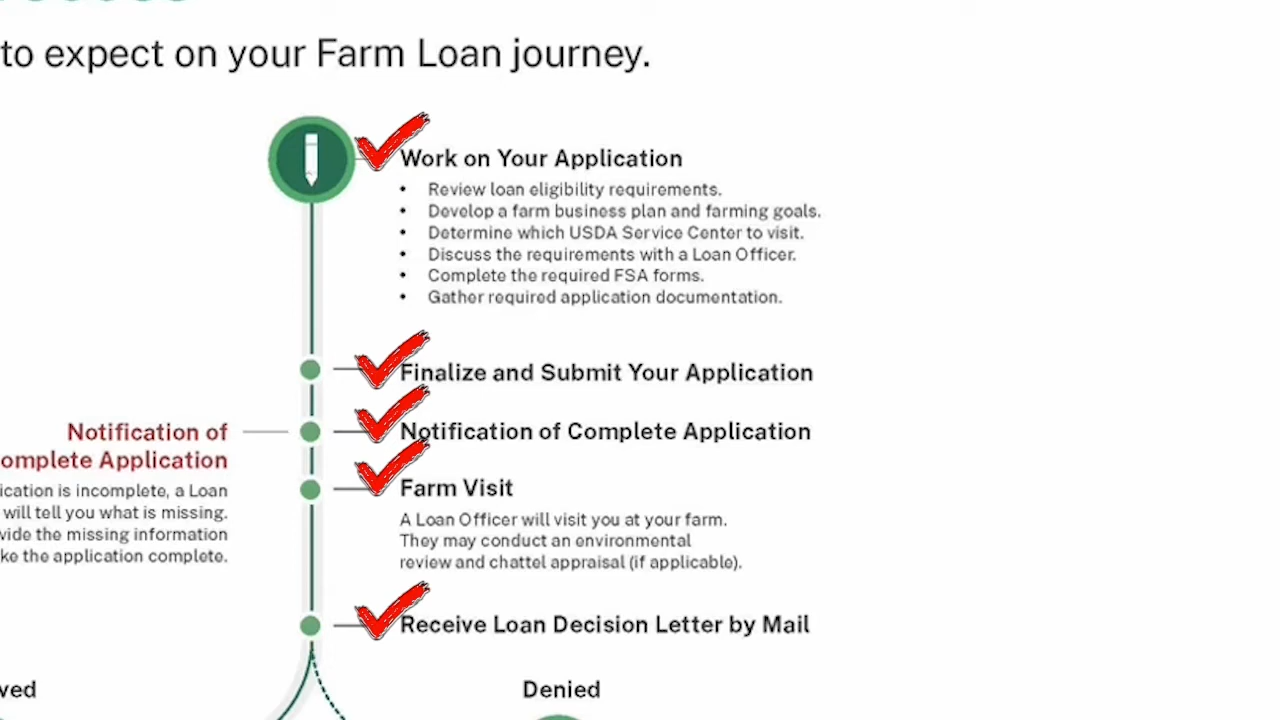 to expect on your Farm Loan journey.
Work on Your Application
• Review loan eligibility requirements.
• Develop a farm business plan and farming goals.
• Determine which USDA Service Center to visit.
• Discuss the requirements with a Loan Officer.
• Complete the required FSA forms.
• Gather required application documentation.
Finalize and Submit Your Application
Notification of
omplete Application
ication is incomplete, a Loan
will tell you what is missing.
vide the missing information
ke the application complete.
Notification of Complete Application
Farm Visit
A Loan Officer will visit you at your farm.
They may conduct an environmental
review and chattel appraisal (if applicable).
Receive Loan Decision Letter by Mail
ved
Denied